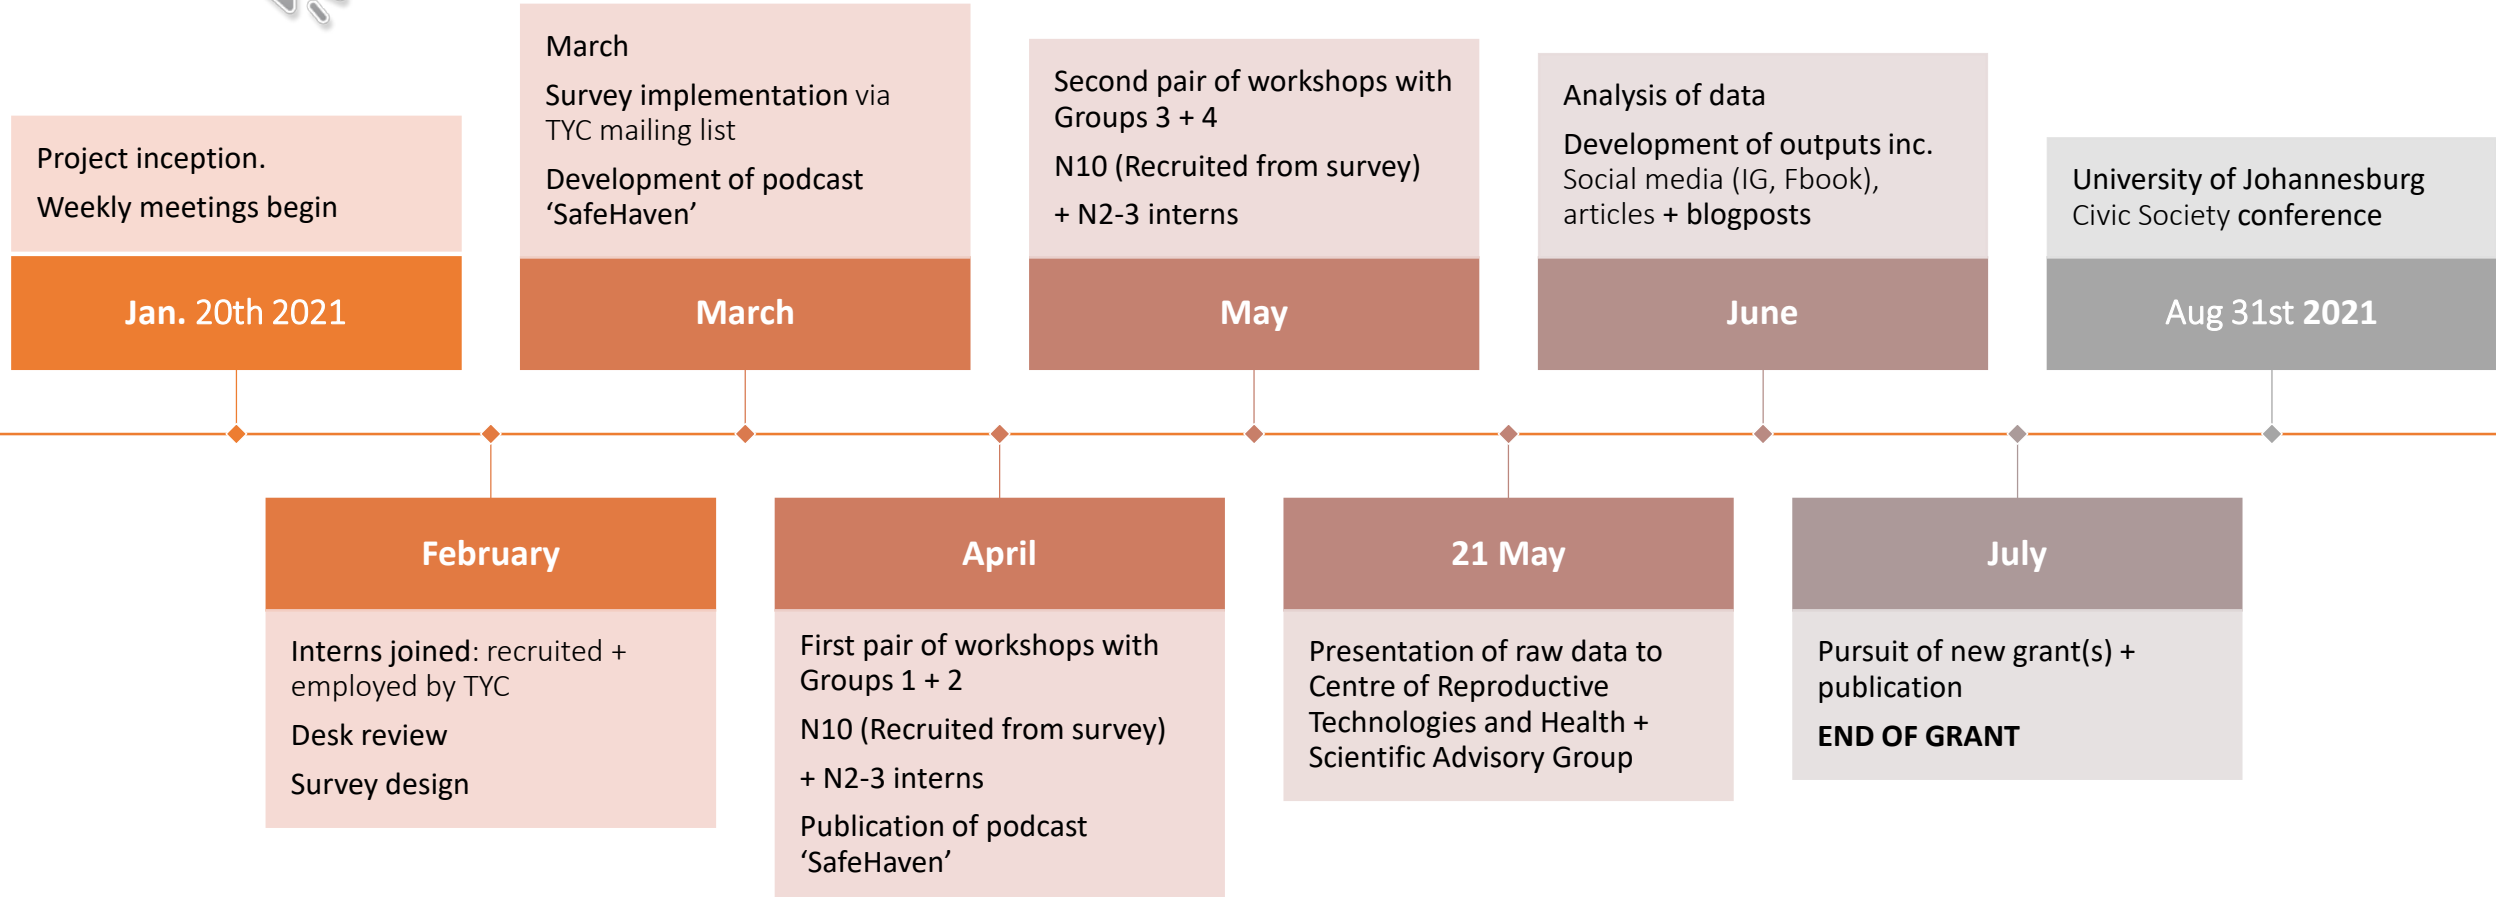 Project inception.
Weekly meetings begin
Jan. 20th 2021
February
Interns joined: recruited +
employed by TYC
Desk review
Survey design
March
Survey implementation via
TYC mailing list
Development of podcast
‘SafeHaven’
March
April
First pair of workshops with
Groups 1 + 2
N10 (Recruited from survey)
+ N2-3 interns
Publication of podcast
‘SafeHaven’
Second pair of workshops with
Groups 3 + 4
N10 (Recruited from survey)
+ N2-3 interns
May
21 May
Presentation of raw data to
Centre of Reproductive
Technologies and Health +
Scientific Advisory Group
Analysis of data
Development of outputs inc.
Social media (IG, Fbook),
articles + blogposts
June
July
Pursuit of new grant(s) +
publication
END OF GRANT
University of Johannesburg
Civic Society conference
Aug 31st 2021